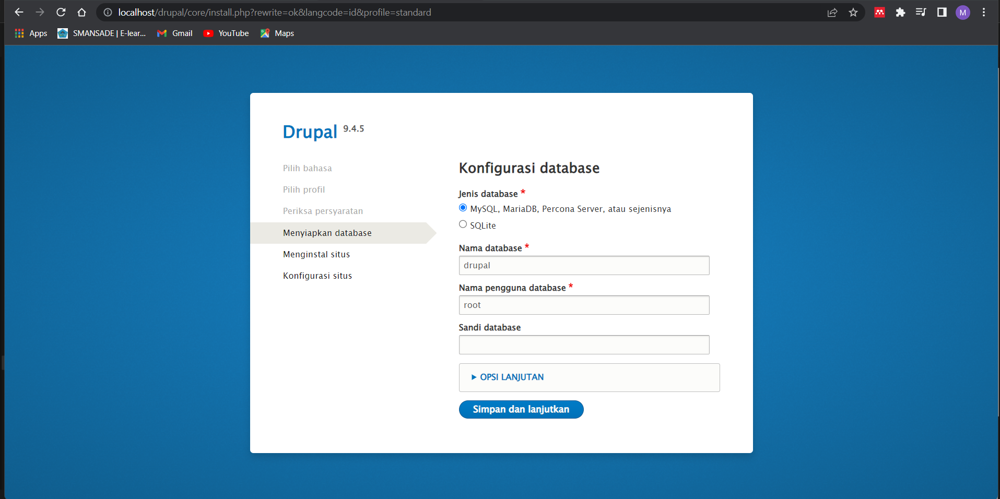 localhost/drupal/core/install.php?rewrite=ok&langcode=id&profile=standard
M
Apps
SMANSADE | E-lear...
Gmail
YouTube
Maps
Drupal 9.4.5
Pilih bahasa
Pilih profil
Periksa persyaratan
Menyiapkan database
Menginstal situs
Konfigurasi situs
Konfigurasi database
Jenis database *
MySQL, MariaDB, Percona Server, atau sejenisnya
SQLite
Nama database *
drupal
Nama pengguna database *
root
Sandi database
OPSI LANJUTAN
Simpan dan lanjutkan